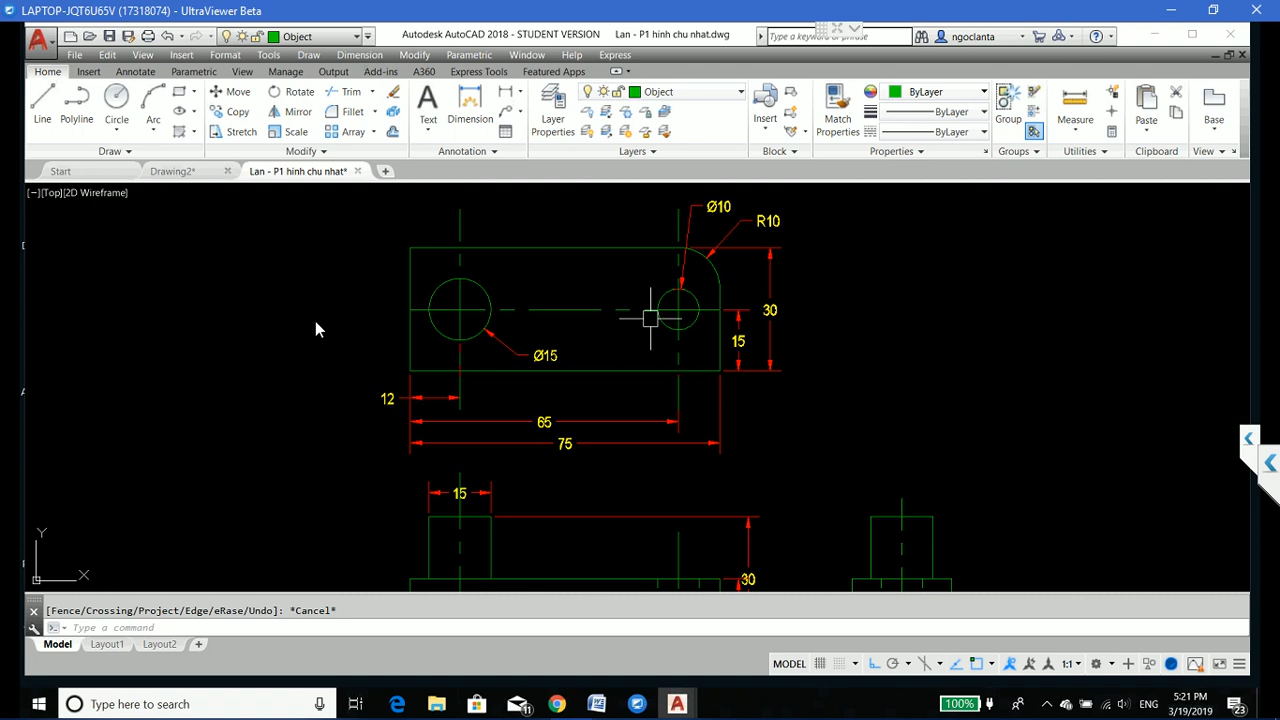 LAPTOP-JQT6U65V (17318074) - UltraViewer Beta
Object
Autodesk AutoCAD 2018 - STUDENT VERSION Lan - P1 hinh chu nhat.dwg
Type a keyword or phrase
ngoclanta
File Edit View Insert Format Tools Draw Dimension Modify Parametric Window Help Express
Home Insert Annotate Parametric View Manage Output Add-ins A360 Express Tools Featured Apps
Line Polyline Circle Arc
Move Rotate Trim
Copy Mirror Fillet
Stretch Scale Array
Text Dimension
Layer Properties
Object
Insert
Match Properties
ByLayer
ByLayer
ByLayer
Group
Measure
Paste
Base
Draw Modify Annotation Layers Block Properties Groups Utilities Clipboard View
Start Drawing2* Lan - P1 hinh chu nhat*
[−][Top][2D Wireframe]
Ø10
R10
30
15
Ø15
12
65
75
15
30
Y
X
[Fence/Crossing/Project/Edge/eRase/Undo]: *Cancel*
Type a command
Model Layout1 Layout2
MODEL 1:1
Type here to search
11
100%
ENG
5:21 PM
3/19/2019
23